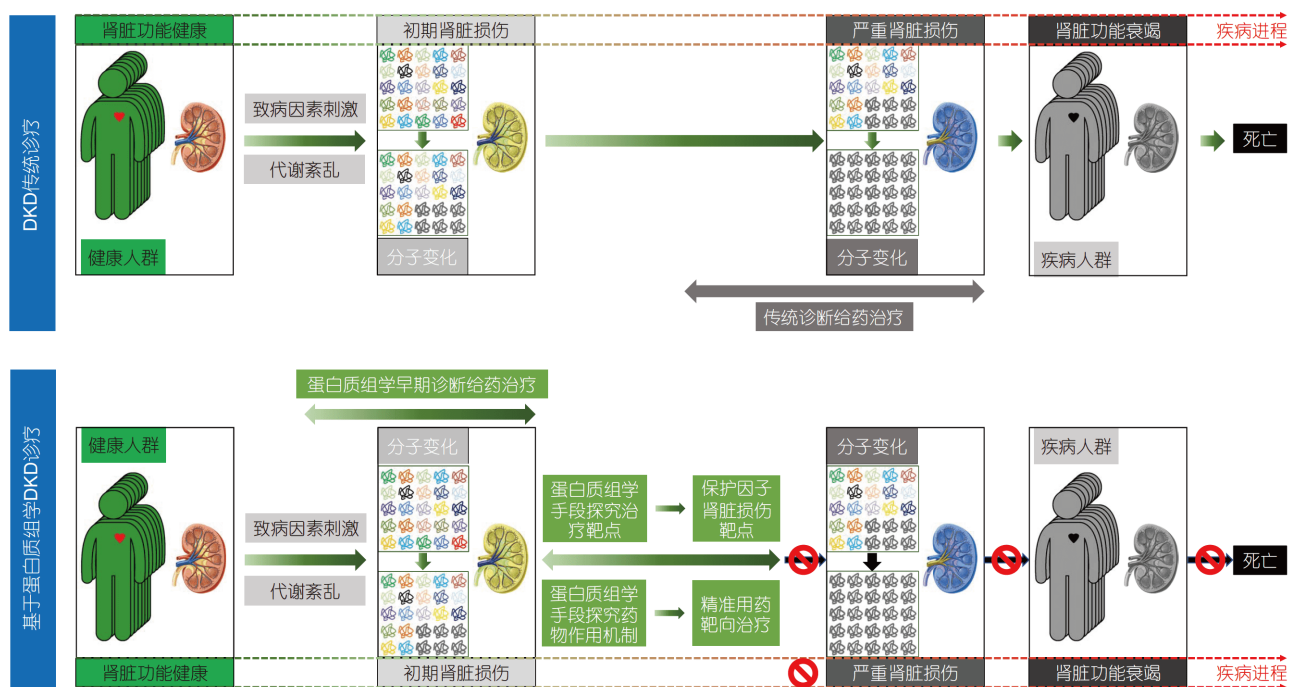 肾脏功能健康
初期肾脏损伤
严重肾脏损伤
肾脏功能衰竭
疾病进程
DKD传统诊疗
致病因素刺激
代谢紊乱
死亡
健康人群
分子变化
分子变化
疾病人群
传统诊断给药治疗
基于蛋白质组学DKD诊疗
蛋白质组学早期诊断给药治疗
健康人群
分子变化
分子变化
疾病人群
蛋白质组学
手段探究治
疗靶点
保护因子
肾脏损伤
靶点
致病因素刺激
代谢紊乱
死亡
蛋白质组学
手段探究药
物作用机制
精准用药
靶向治疗
肾脏功能健康
初期肾脏损伤
严重肾脏损伤
肾脏功能衰竭
疾病进程